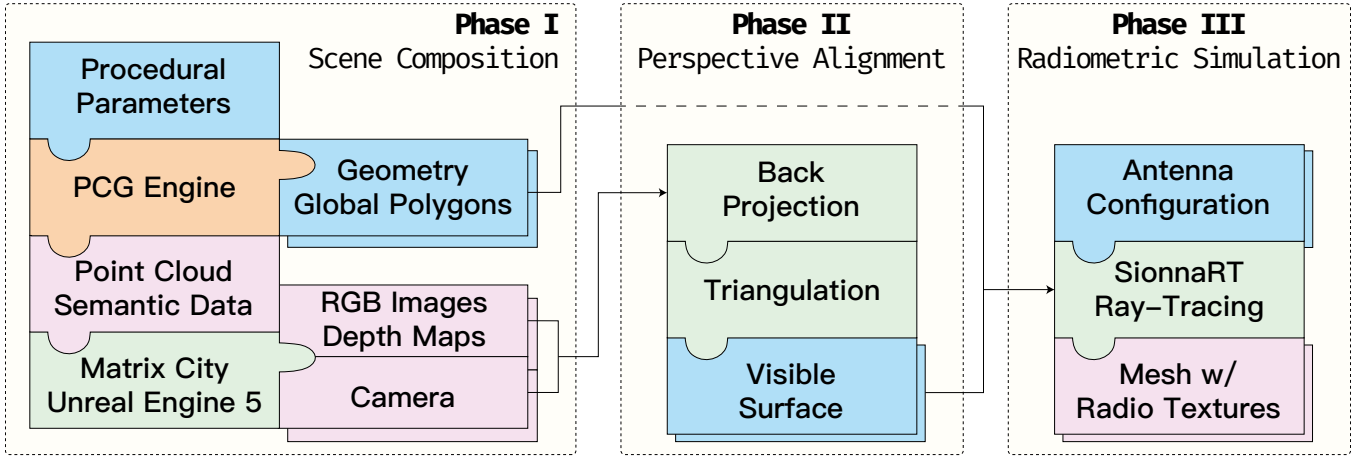 Phase I
Scene Composition
Procedural
Parameters
PCG Engine
Geometry
Global Polygons
Point Cloud
Semantic Data
RGB Images
Depth Maps
Matrix City
Unreal Engine 5
Camera
Phase II
Perspective Alignment
Back
Projection
Triangulation
Visible
Surface
Phase III
Radiometric Simulation
Antenna
Configuration
SionnaRT
Ray-Tracing
Mesh w/
Radio Textures